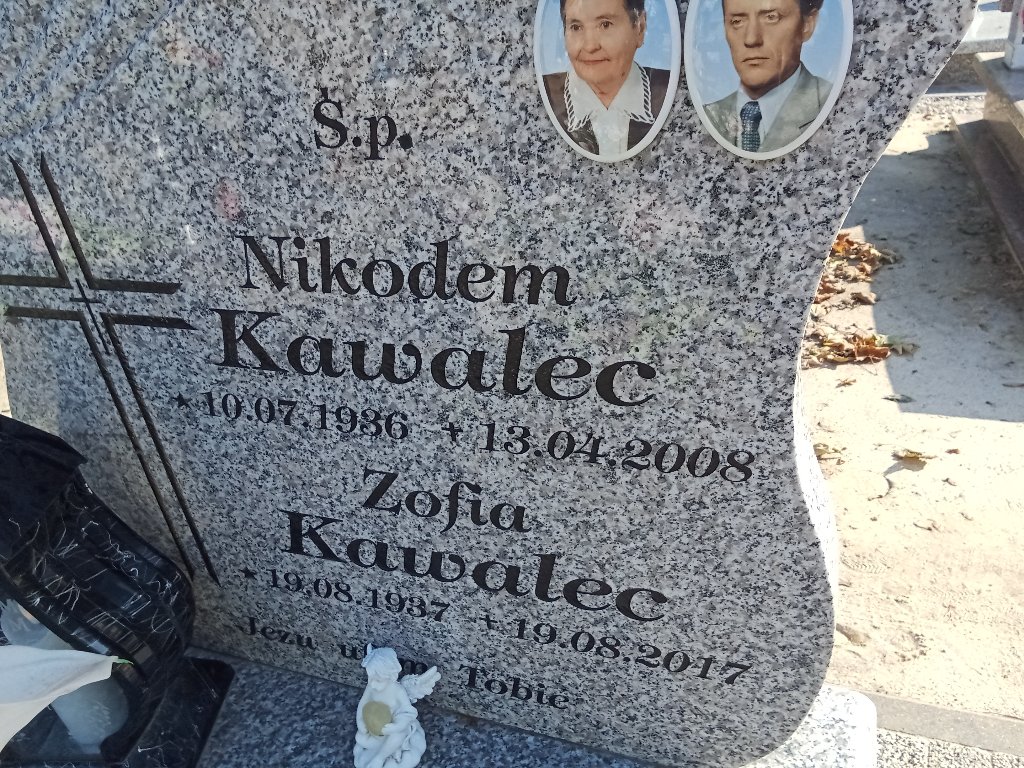 Ś.p.
Nikodem
Kawalec
* 10.07.1936 + 13.04.2008
Zofia
Kawalec
* 19.08.1937 + 19.08.2017
Jezu Tobie